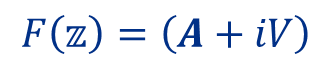 F(𝕫) = (A + iV)